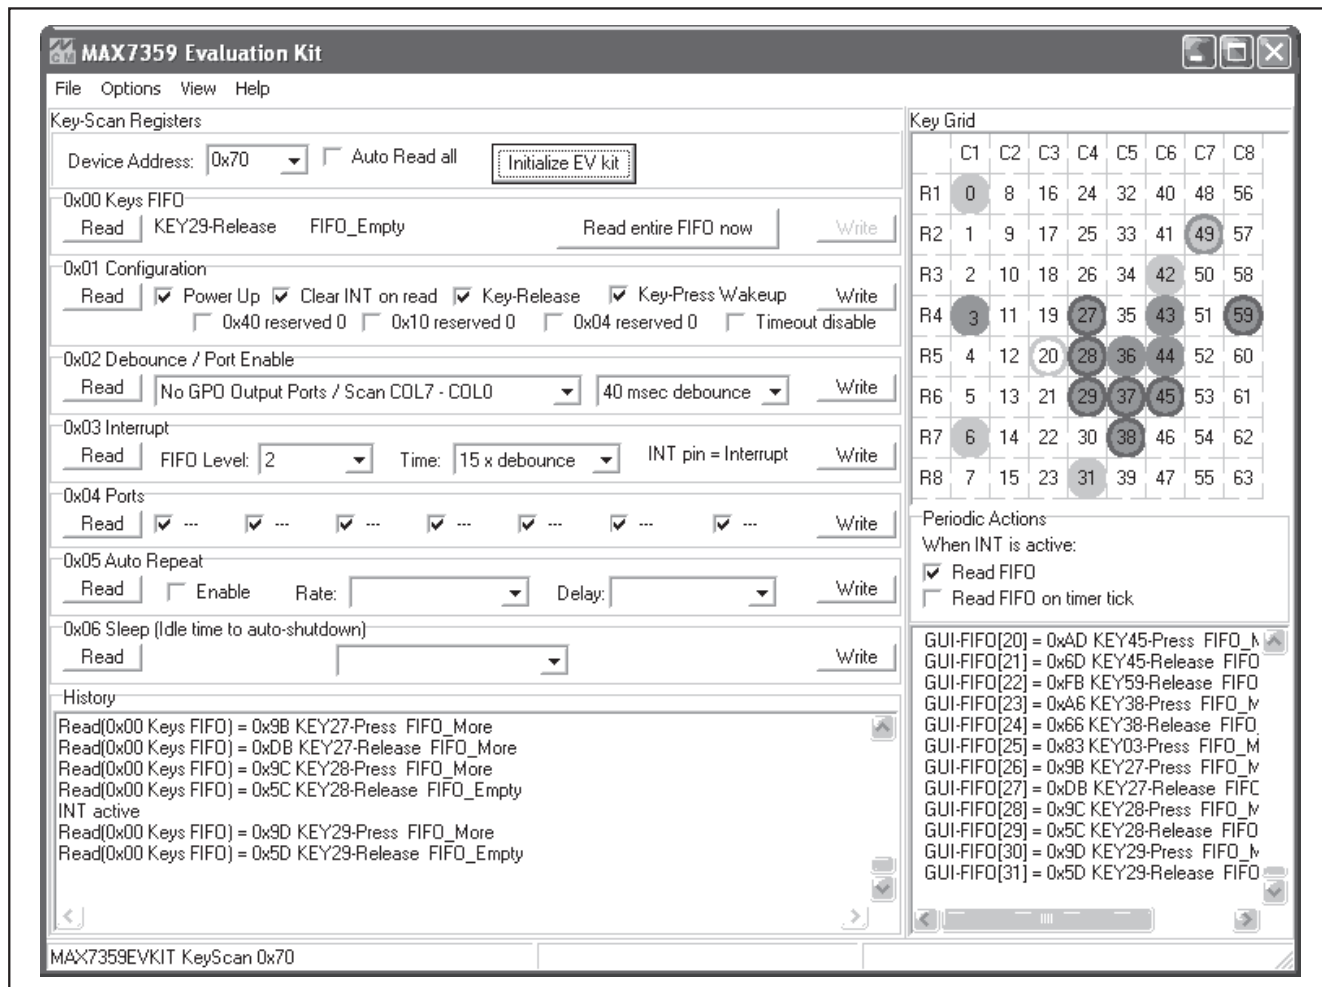 MAX7359 Evaluation Kit
File Options View Help
Key-Scan Registers
Device Address: 0x70 Auto Read all Initialize EV kit
0x00 Keys FIFO
Read KEY29-Release FIFO_Empty Read entire FIFO now Write
0x01 Configuration
Read Power Up Clear INT on read Key-Release Key-Press Wakeup Write
0x40 reserved 0 0x10 reserved 0 0x04 reserved 0 Timeout disable
0x02 Debounce / Port Enable
Read No GPO Output Ports / Scan COL7 - COL0 40 msec debounce Write
0x03 Interrupt
Read FIFO Level: 2 Time: 15 x debounce INT pin = Interrupt Write
0x04 Ports
Read --- --- --- --- --- --- --- Write
0x05 Auto Repeat
Read Enable Rate: Delay: Write
0x06 Sleep (Idle time to auto-shutdown)
Read Write
History
Read(0x00 Keys FIFO) = 0x9B KEY27-Press FIFO_More
Read(0x00 Keys FIFO) = 0xDB KEY27-Release FIFO_More
Read(0x00 Keys FIFO) = 0x9C KEY28-Press FIFO_More
Read(0x00 Keys FIFO) = 0x5C KEY28-Release FIFO_Empty
INT active
Read(0x00 Keys FIFO) = 0x9D KEY29-Press FIFO_More
Read(0x00 Keys FIFO) = 0x5D KEY29-Release FIFO_Empty
Key Grid
C1 C2 C3 C4 C5 C6 C7 C8
R1 0 8 16 24 32 40 48 56
R2 1 9 17 25 33 41 49 57
R3 2 10 18 26 34 42 50 58
R4 3 11 19 27 35 43 51 59
R5 4 12 20 28 36 44 52 60
R6 5 13 21 29 37 45 53 61
R7 6 14 22 30 38 46 54 62
R8 7 15 23 31 39 47 55 63
Periodic Actions
When INT is active:
Read FIFO
Read FIFO on timer tick
GUI-FIFO[20] = 0xAD KEY45-Press FIFO_M
GUI-FIFO[21] = 0x6D KEY45-Release FIFO
GUI-FIFO[22] = 0xFB KEY59-Release FIFO
GUI-FIFO[23] = 0xA6 KEY38-Press FIFO_M
GUI-FIFO[24] = 0x66 KEY38-Release FIFO_
GUI-FIFO[25] = 0x83 KEY03-Press FIFO_M
GUI-FIFO[26] = 0x9B KEY27-Press FIFO_M
GUI-FIFO[27] = 0xDB KEY27-Release FIFO
GUI-FIFO[28] = 0x9C KEY28-Press FIFO_M
GUI-FIFO[29] = 0x5C KEY28-Release FIFO
GUI-FIFO[30] = 0x9D KEY29-Press FIFO_M
GUI-FIFO[31] = 0x5D KEY29-Release FIFO
MAX7359EVKIT KeyScan 0x70